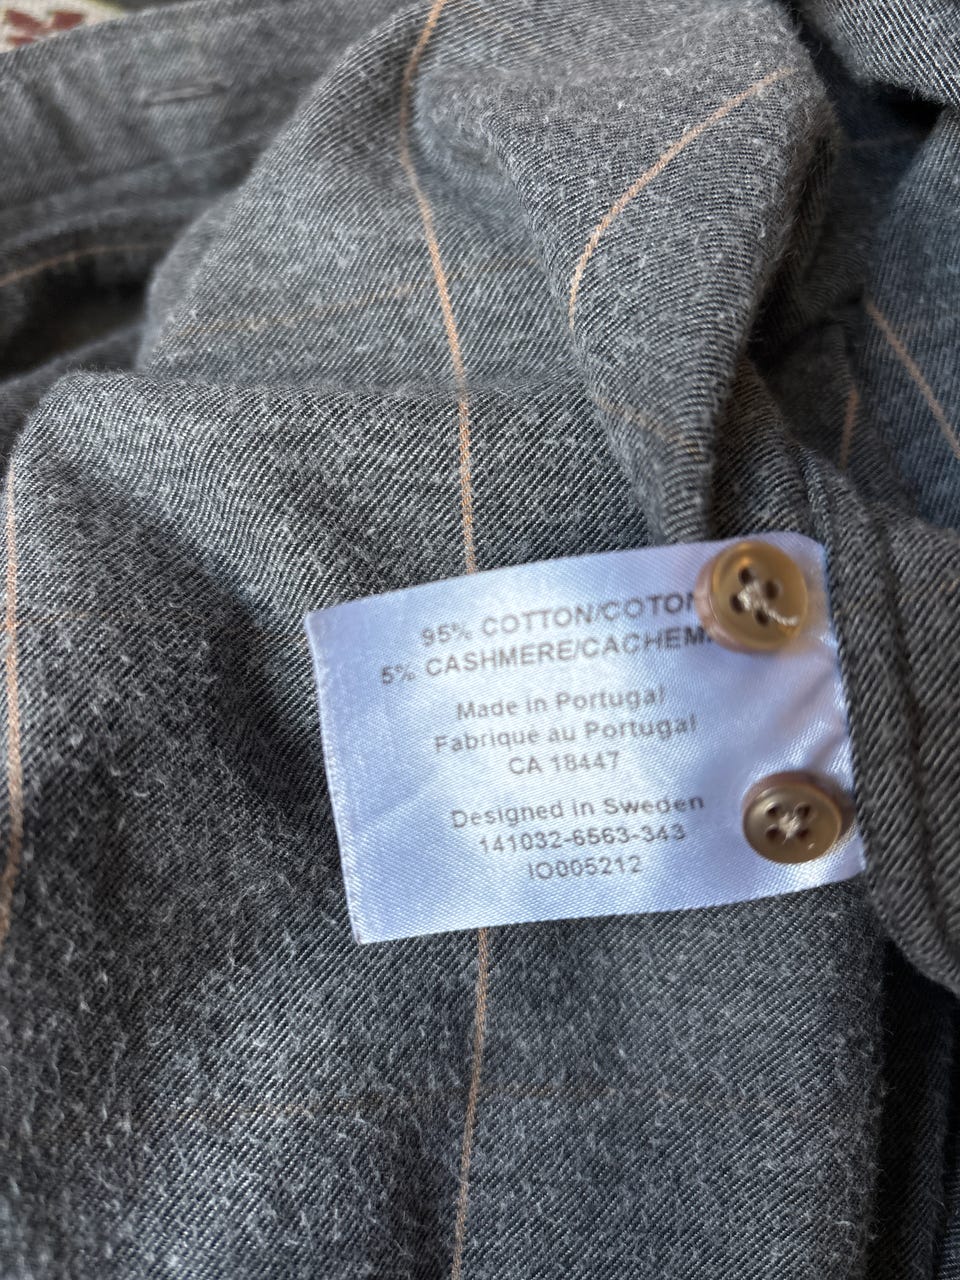 95% COTTON/COTON
5% CASHMERE/CACHEM
Made in Portugal
Fabriqué au Portugal
CA 18447
Designed in Sweden
141032-6563-343
IO005212